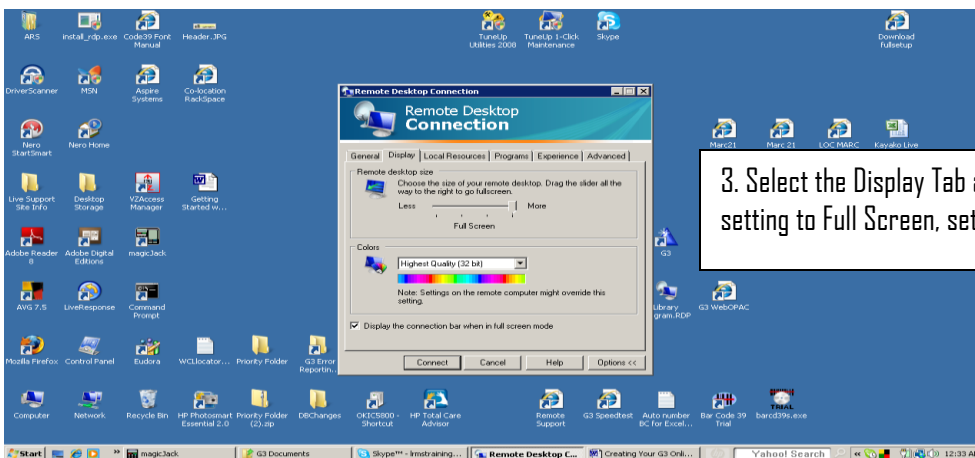 ARS
install_rdp.exe
Code39 Font Manual
Header.JPG
TuneUp Utilities 2008
TuneUp 1-Click Maintenance
Skype
Download fullsetup
DriverScanner
MSN
Aspire Systems
Co-location RackSpace
Nero StartSmart
Nero Home
Marc21
Marc 21
LOC MARC
Kayako Live
Live Support Site Info
Desktop Storage
VZAccess Manager
Getting Started w...
Adobe Reader 8
Adobe Digital Editions
magicJack
G3
AVG 7.5
LiveResponse
Command Prompt
Library
gram.RDP
G3 WebOPAC
Mozilla Firefox
Control Panel
Eudora
WCLlocator...
Priority Folder
G3 Error Reportin...
Computer
Network
Recycle Bin
HP Photosmart Essential 2.0
Priority Folder (2).zip
DBChanges
OKIC5800 - Shortcut
HP Total Care Advisor
Remote Support
G3 Speedtest
Auto number BC for Excel...
Bar Code 39 Trial
TRIAL
barcd39s.exe
Remote Desktop Connection
Remote Desktop
Connection
General Display Local Resources Programs Experience Advanced
Remote desktop size
Choose the size of your remote desktop. Drag the slider all the
way to the right to go fullscreen.
Less More
Full Screen
Colors
Highest Quality (32 bit)
Note: Settings on the remote computer might override this
setting.
Display the connection bar when in full screen mode
Connect Cancel Help Options <<
3. Select the Display Tab a
setting to Full Screen, set
Start » magicJack G3 Documents Skype™ - lmstraining... Remote Desktop C... Creating Your G3 Onli... Yahoo! Search « 12:33 AM